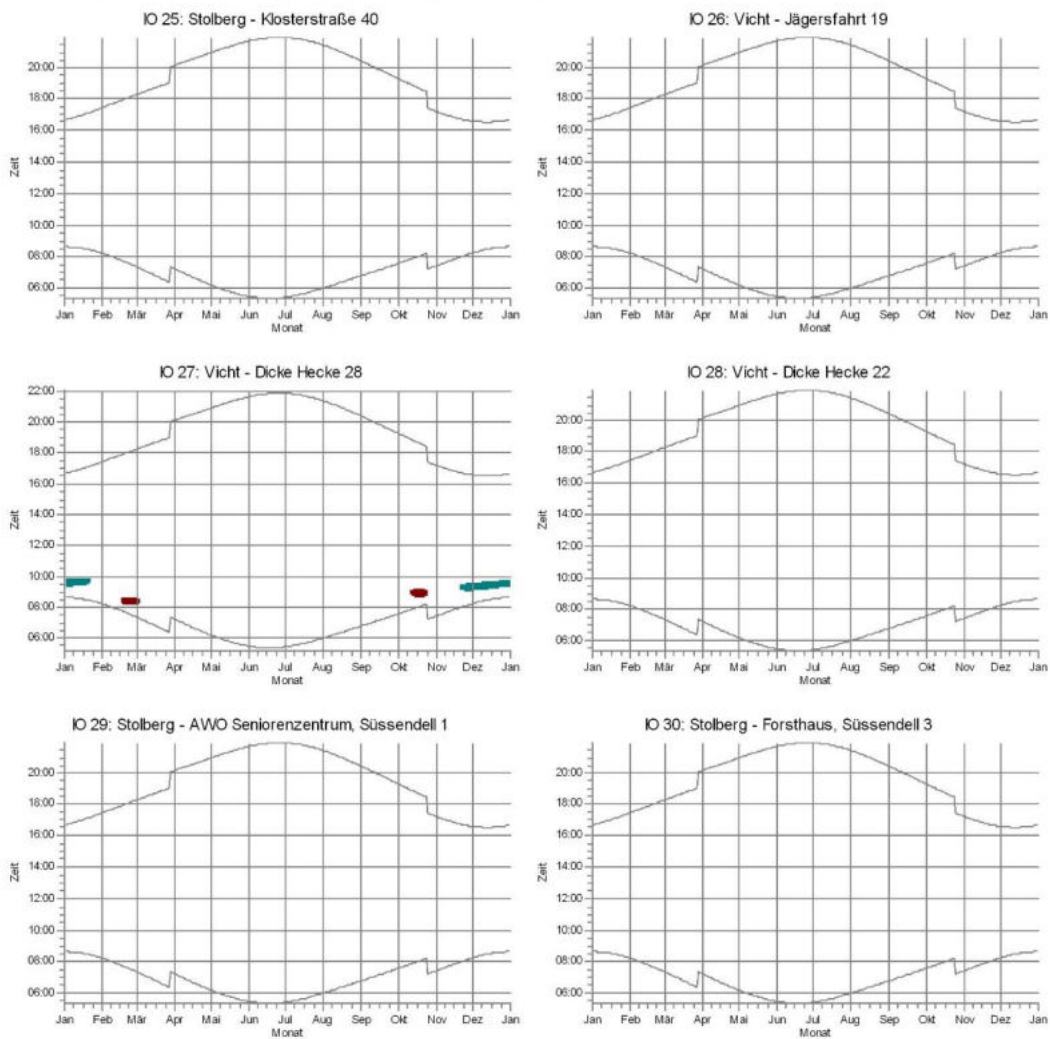 IO 25: Stolberg - Klosterstraße 40
20:00
18:00
16:00
14:00
12:00
10:00
08:00
06:00
Zeit
Jan Feb Mär Apr Mai Jun Jul Aug Sep Okt Nov Dez Jan
Monat
IO 26: Vicht - Jägersfahrt 19
20:00
18:00
16:00
14:00
12:00
10:00
08:00
06:00
Zeit
Jan Feb Mär Apr Mai Jun Jul Aug Sep Okt Nov Dez Jan
Monat
IO 27: Vicht - Dicke Hecke 28
22:00
20:00
18:00
16:00
14:00
12:00
10:00
08:00
06:00
Zeit
Jan Feb Mär Apr Mai Jun Jul Aug Sep Okt Nov Dez Jan
Monat
IO 28: Vicht - Dicke Hecke 22
20:00
18:00
16:00
14:00
12:00
10:00
08:00
06:00
Zeit
Jan Feb Mär Apr Mai Jun Jul Aug Sep Okt Nov Dez Jan
Monat
IO 29: Stolberg - AWO Seniorenzentrum, Süssendell 1
20:00
18:00
16:00
14:00
12:00
10:00
08:00
06:00
Zeit
Jan Feb Mär Apr Mai Jun Jul Aug Sep Okt Nov Dez Jan
Monat
IO 30: Stolberg - Forsthaus, Süssendell 3
20:00
18:00
16:00
14:00
12:00
10:00
08:00
06:00
Zeit
Jan Feb Mär Apr Mai Jun Jul Aug Sep Okt Nov Dez Jan
Monat